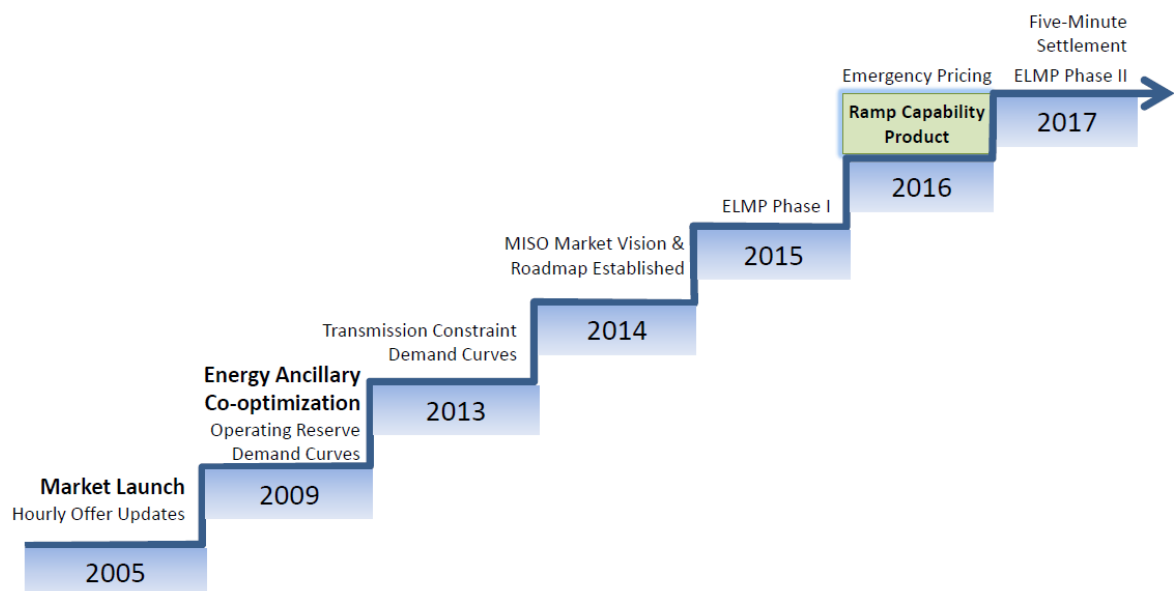 Five-Minute
Settlement
ELMP Phase II
2017
Emergency Pricing
Ramp Capability
Product
2016
ELMP Phase I
2015
MISO Market Vision &
Roadmap Established
2014
Transmission Constraint
Demand Curves
2013
Energy Ancillary
Co-optimization
Operating Reserve
Demand Curves
2009
Market Launch
Hourly Offer Updates
2005